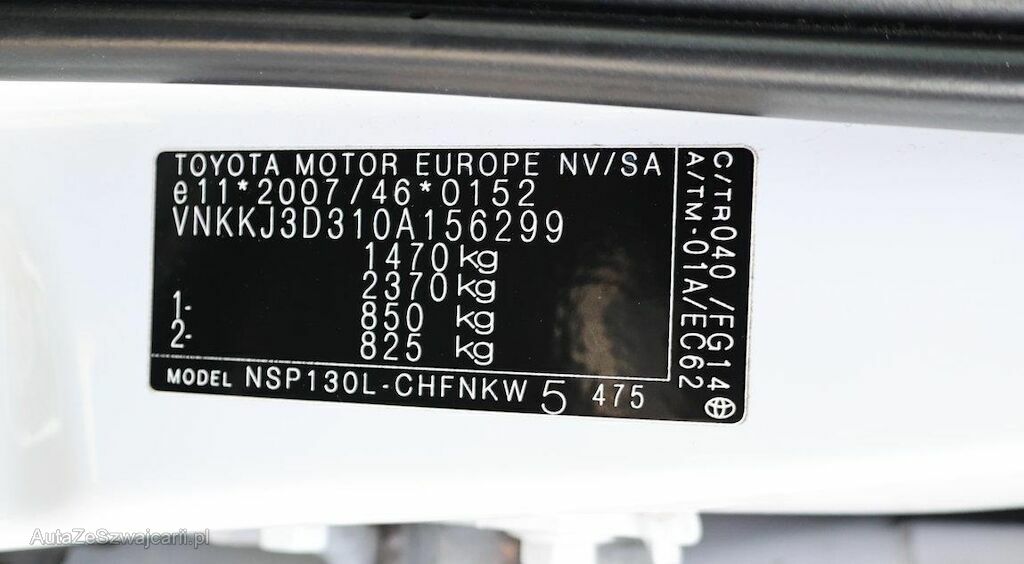 TOYOTA MOTOR EUROPE NV/SA
e11*2007/46*0152
VNKKJ3D310A156299
1470 kg
2370 kg
1- 850 kg
2- 825 kg
MODEL NSP130L-CHFNKW 5 475
C/TR040 /FG14
A/TM-01A/EC62
AutaZeSzwajcarii.pl